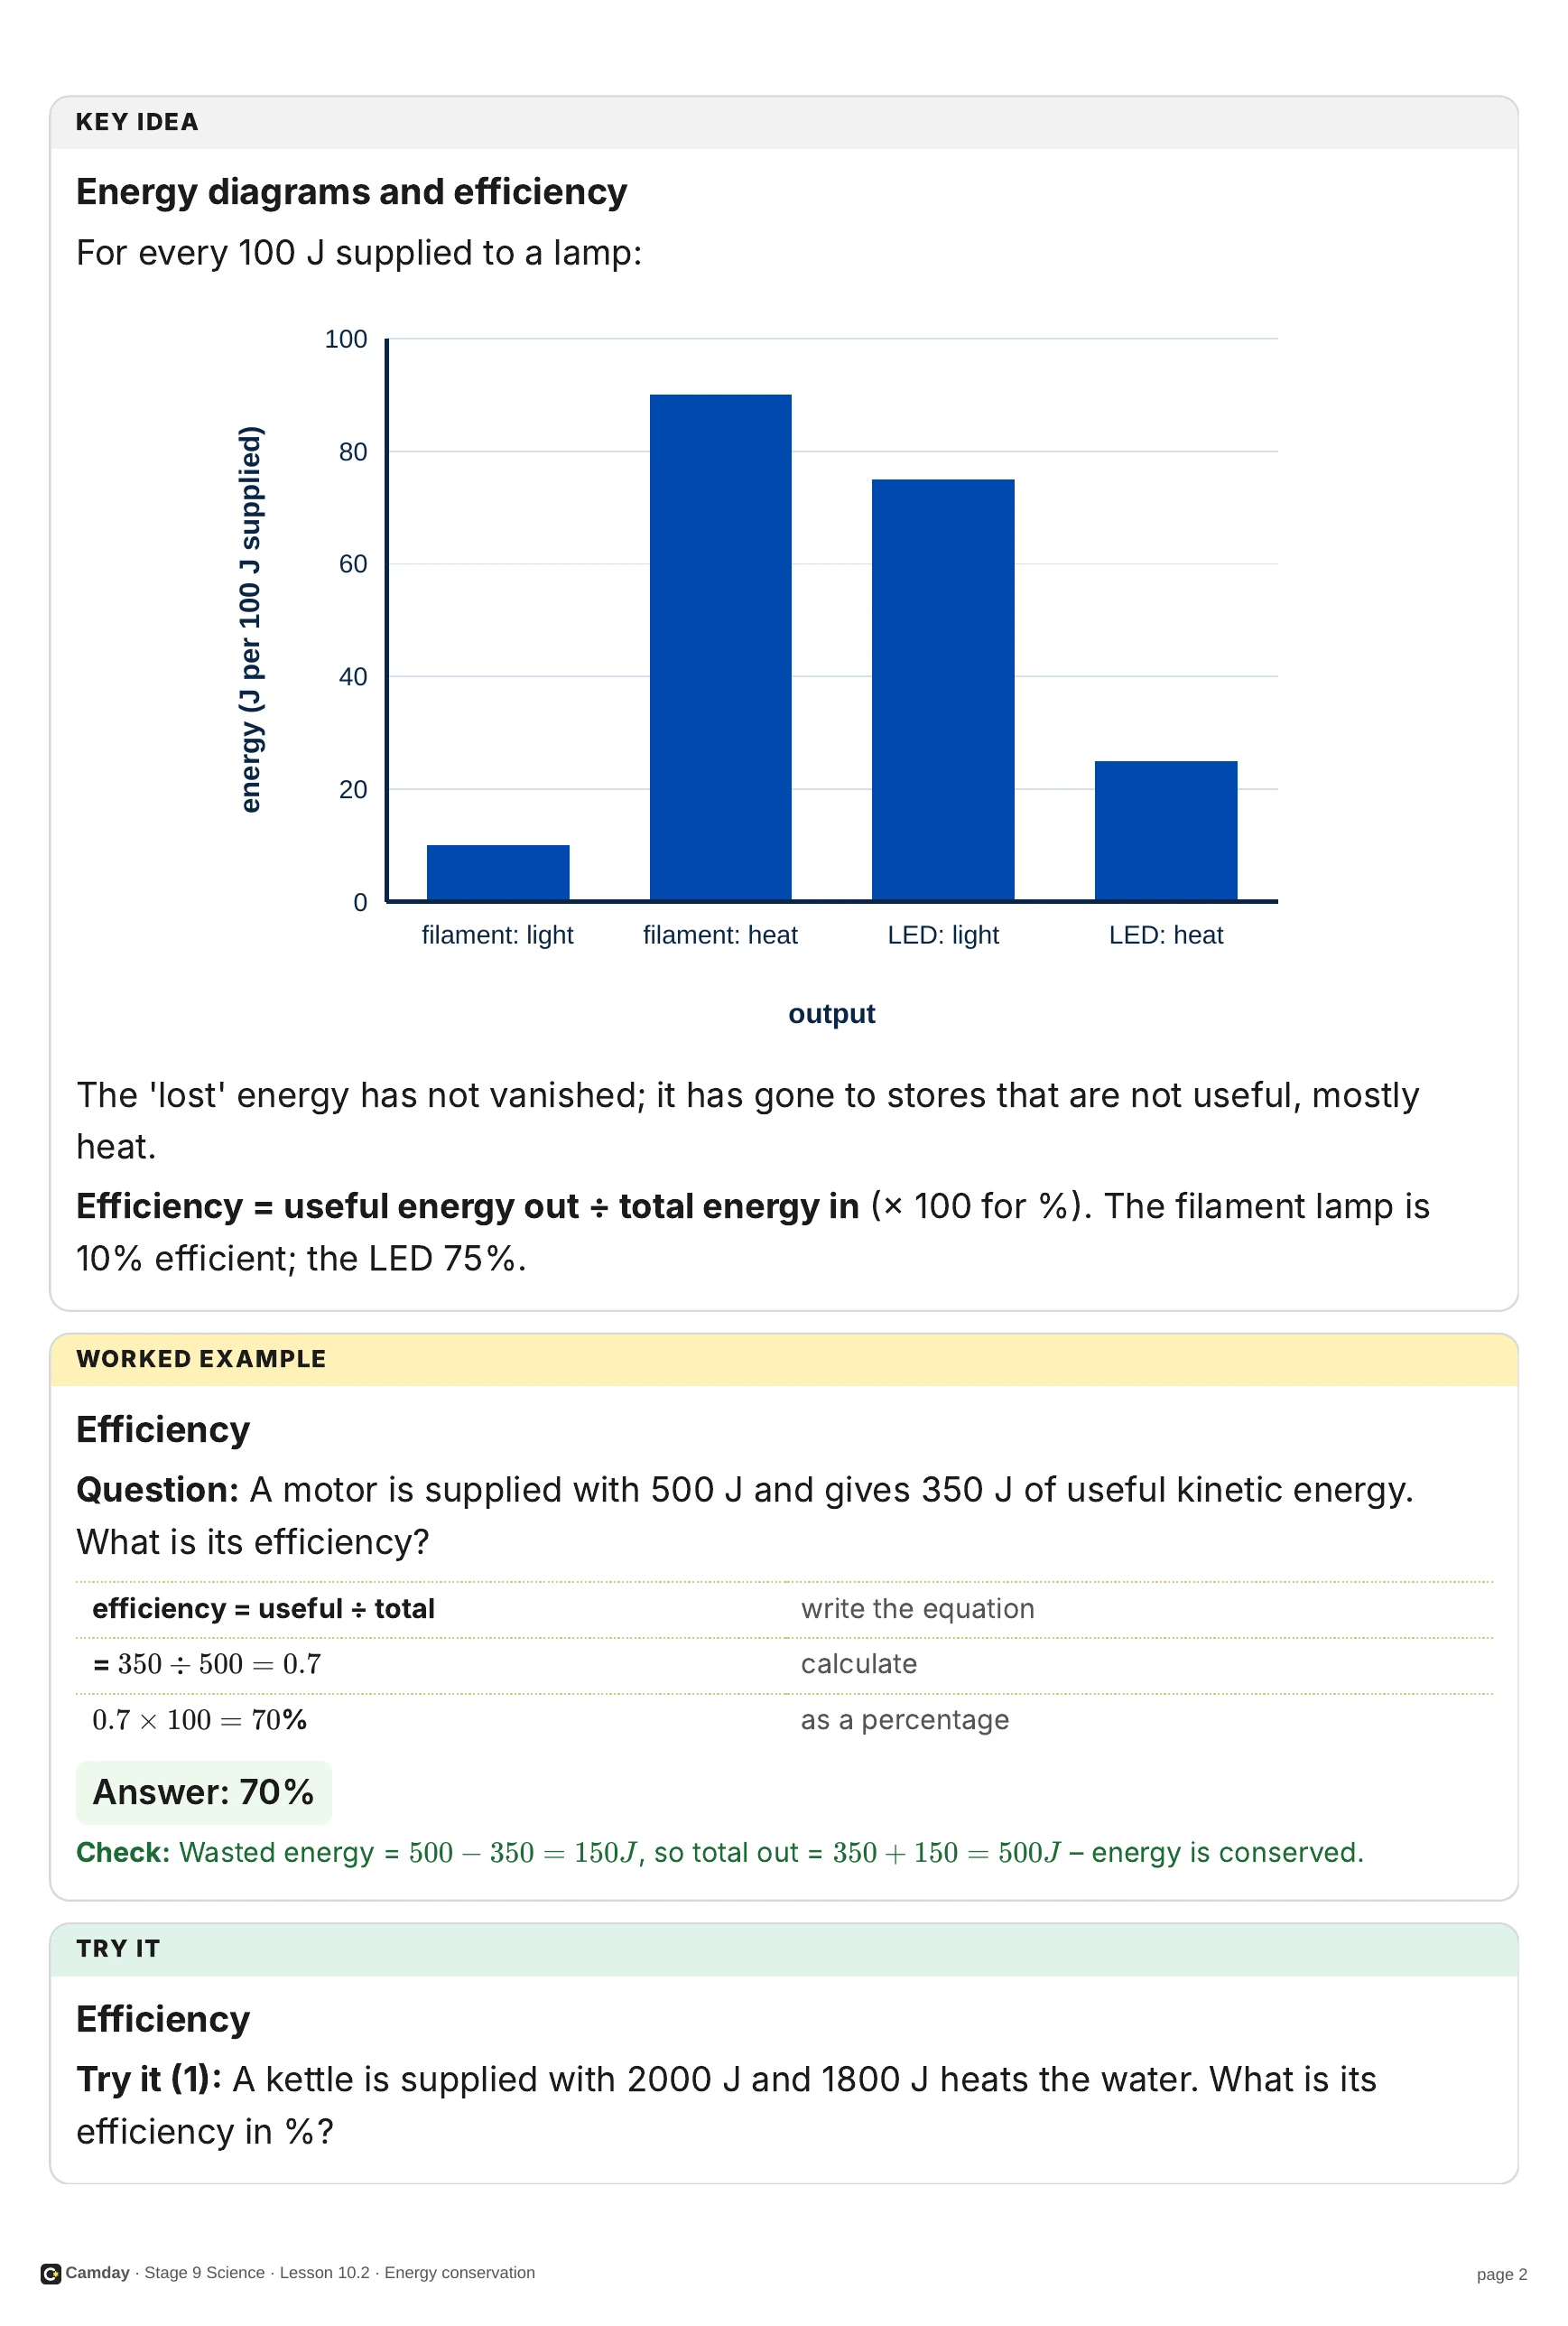 KEY IDEA
Energy diagrams and efficiency
For every 100 J supplied to a lamp:
100
80
60
40
20
0
energy (J per 100 J supplied)
filament: light
filament: heat
LED: light
LED: heat
output
The 'lost' energy has not vanished; it has gone to stores that are not useful, mostly
heat.
Efficiency = useful energy out ÷ total energy in (× 100 for %). The filament lamp is
10% efficient; the LED 75%.
WORKED EXAMPLE
Efficiency
Question: A motor is supplied with 500 J and gives 350 J of useful kinetic energy.
What is its efficiency?
efficiency = useful ÷ total write the equation
= 350 ÷ 500 = 0.7 calculate
0.7 × 100 = 70% as a percentage
Answer: 70%
Check: Wasted energy = 500 − 350 = 150J, so total out = 350 + 150 = 500J – energy is conserved.
TRY IT
Efficiency
Try it (1): A kettle is supplied with 2000 J and 1800 J heats the water. What is its
efficiency in %?
Camday · Stage 9 Science · Lesson 10.2 · Energy conservation
page 2